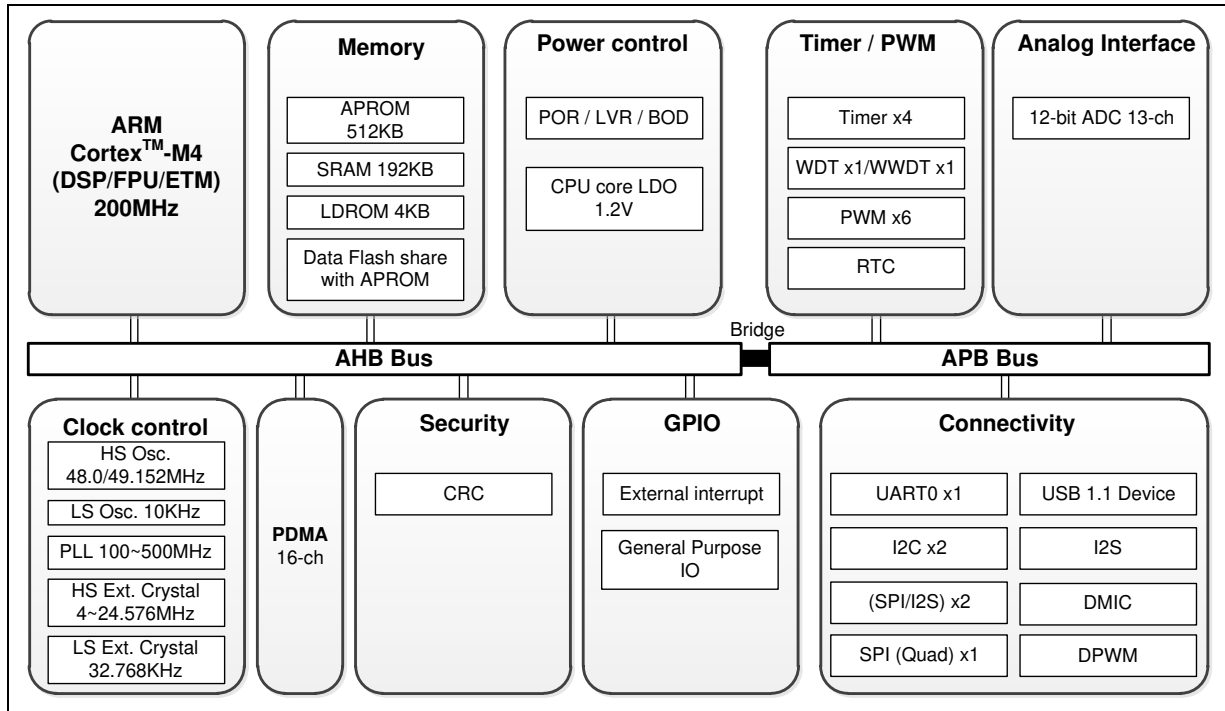 ARM
Cortex™-M4
(DSP/FPU/ETM)
200MHz
Memory
APROM
512KB
SRAM 192KB
LDROM 4KB
Data Flash share
with APROM
Power control
POR / LVR / BOD
CPU core LDO
1.2V
Timer / PWM
Timer x4
WDT x1/WWDT x1
PWM x6
RTC
Analog Interface
12-bit ADC 13-ch
Bridge
AHB Bus
APB Bus
Clock control
HS Osc.
48.0/49.152MHz
LS Osc. 10KHz
PLL 100~500MHz
HS Ext. Crystal
4~24.576MHz
LS Ext. Crystal
32.768KHz
PDMA
16-ch
Security
CRC
GPIO
External interrupt
General Purpose
IO
Connectivity
UART0 x1
USB 1.1 Device
I2C x2
I2S
(SPI/I2S) x2
DMIC
SPI (Quad) x1
DPWM